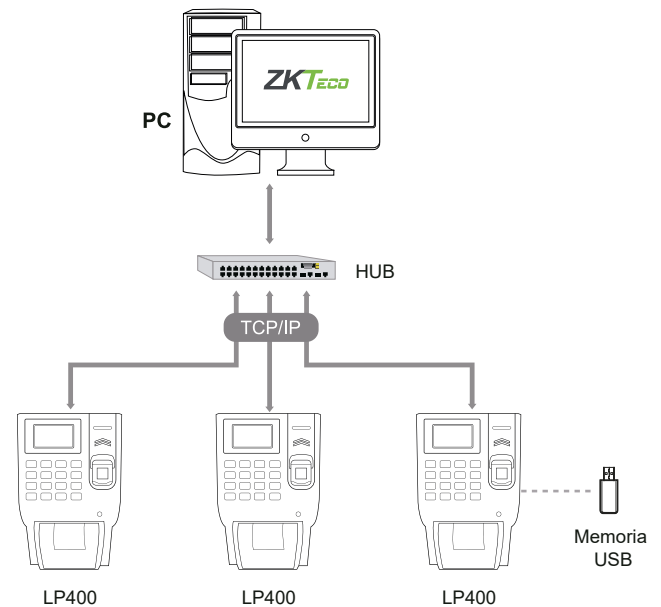 ZKTeco
PC
HUB
TCP/IP
Memoria
USB
LP400
LP400
LP400